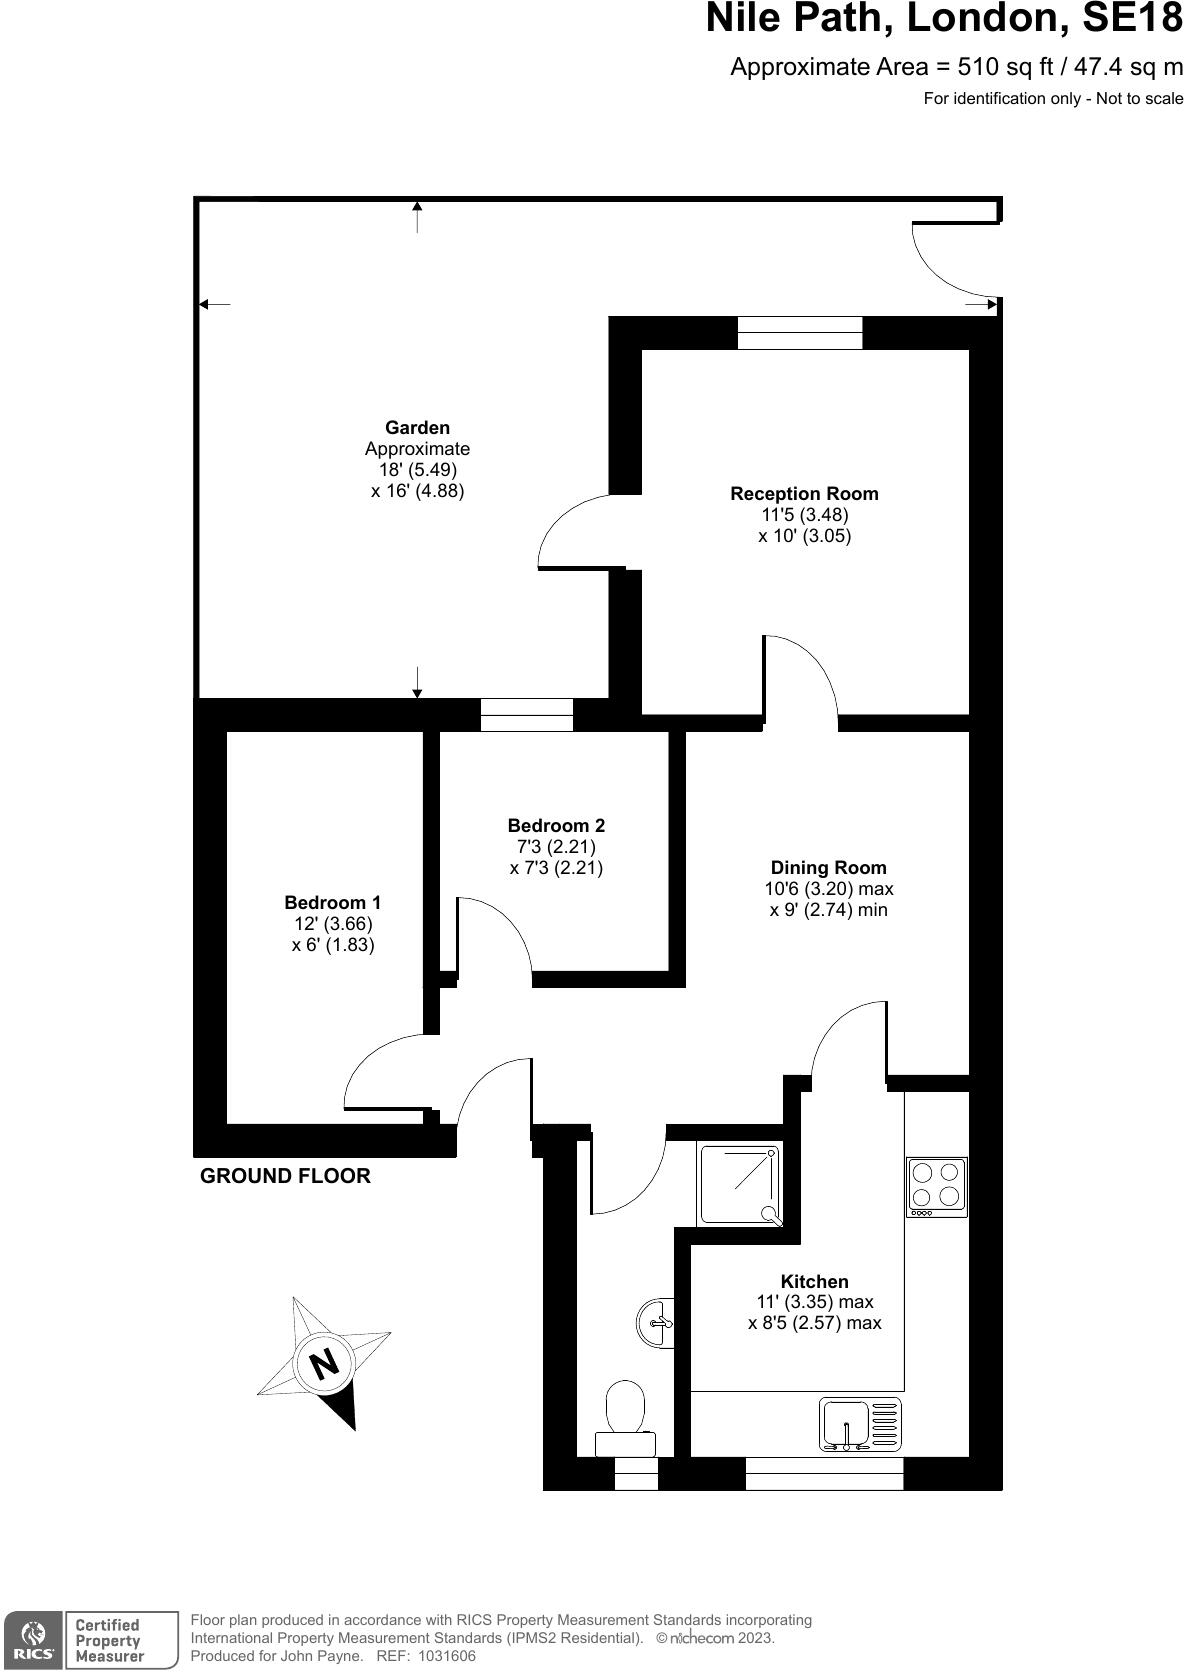 Nile Path, London, SE18
Approximate Area = 510 sq ft / 47.4 sq m
For identification only - Not to scale
Garden
Approximate
18' (5.49)
x 16' (4.88)
Reception Room
11'5 (3.48)
x 10' (3.05)
Bedroom 2
7'3 (2.21)
x 7'3 (2.21)
Dining Room
10'6 (3.20) max
x 9' (2.74) min
Bedroom 1
12' (3.66)
x 6' (1.83)
GROUND FLOOR
Kitchen
11' (3.35) max
x 8'5 (2.57) max
N
RICS
Certified
Property
Measurer
Floor plan produced in accordance with RICS Property Measurement Standards incorporating
International Property Measurement Standards (IPMS2 Residential). © nichecom 2023.
Produced for John Payne. REF: 1031606